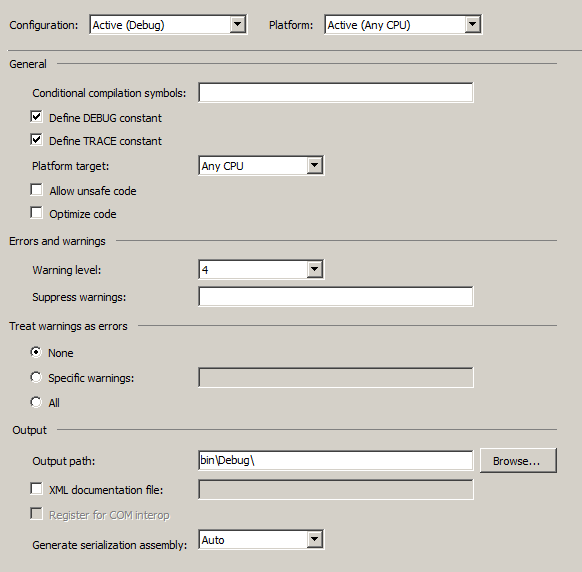 Configuration: Active (Debug) Platform: Active (Any CPU)
General
Conditional compilation symbols:
Define DEBUG constant
Define TRACE constant
Platform target: Any CPU
Allow unsafe code
Optimize code
Errors and warnings
Warning level: 4
Suppress warnings:
Treat warnings as errors
None
Specific warnings:
All
Output
Output path: bin\Debug\ Browse...
XML documentation file:
Register for COM interop
Generate serialization assembly: Auto